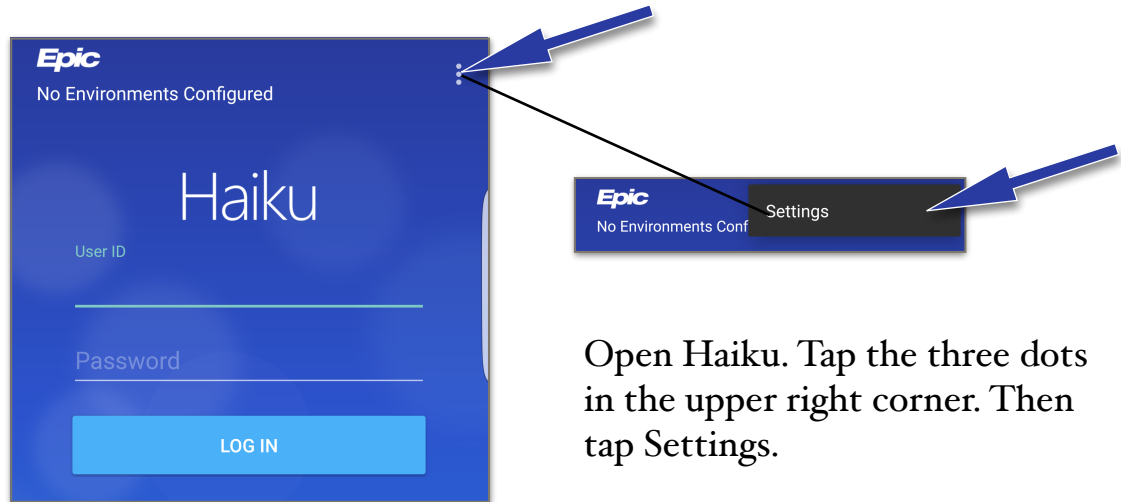 Epic
No Environments Configured
Haiku
User ID
Password
LOG IN
Epic
No Environments Conf
Settings
Open Haiku. Tap the three dots
in the upper right corner. Then
tap Settings.